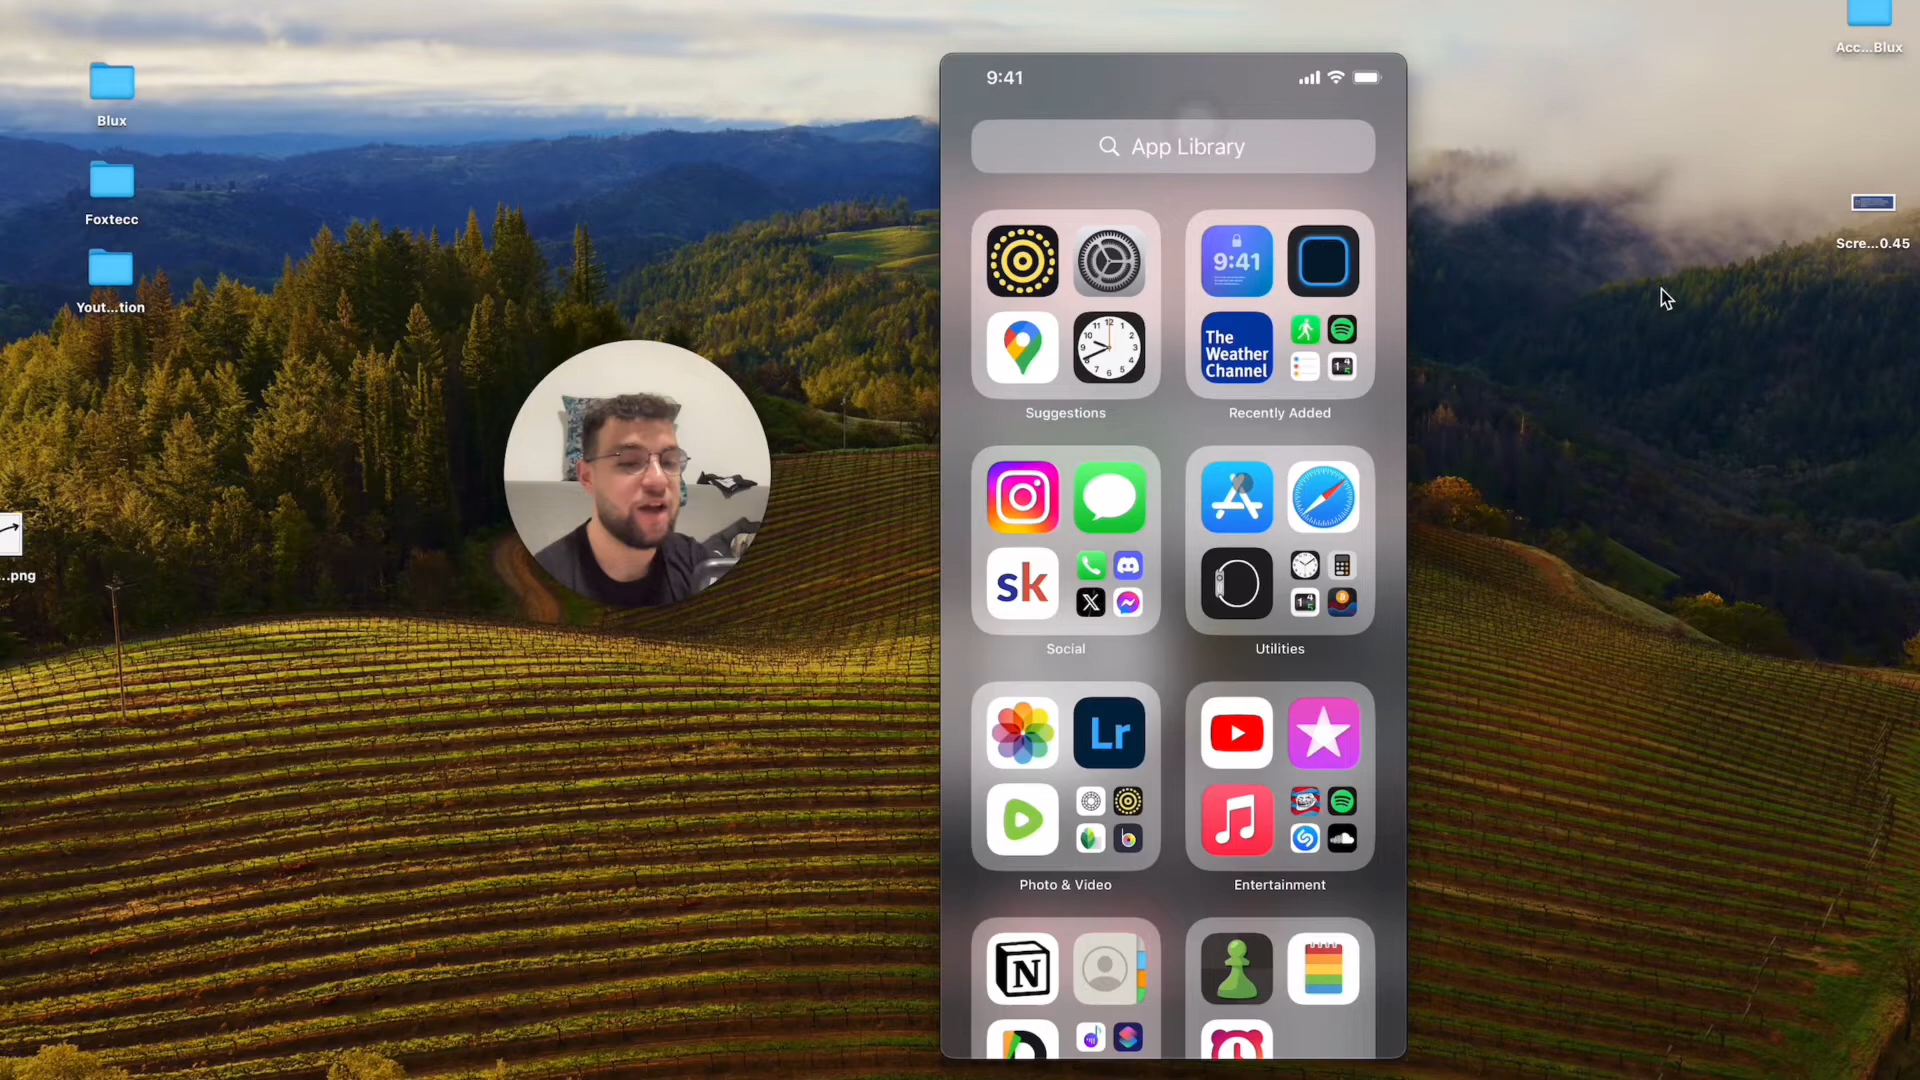 Blux
Foxtecc
Yout...tion
...png
Acc...Blux
Scre...0.45
9:41
App Library
9:41
The
Weather
Channel
Suggestions
Recently Added
sk
Social
Utilities
Lr
Photo & Video
Entertainment
N